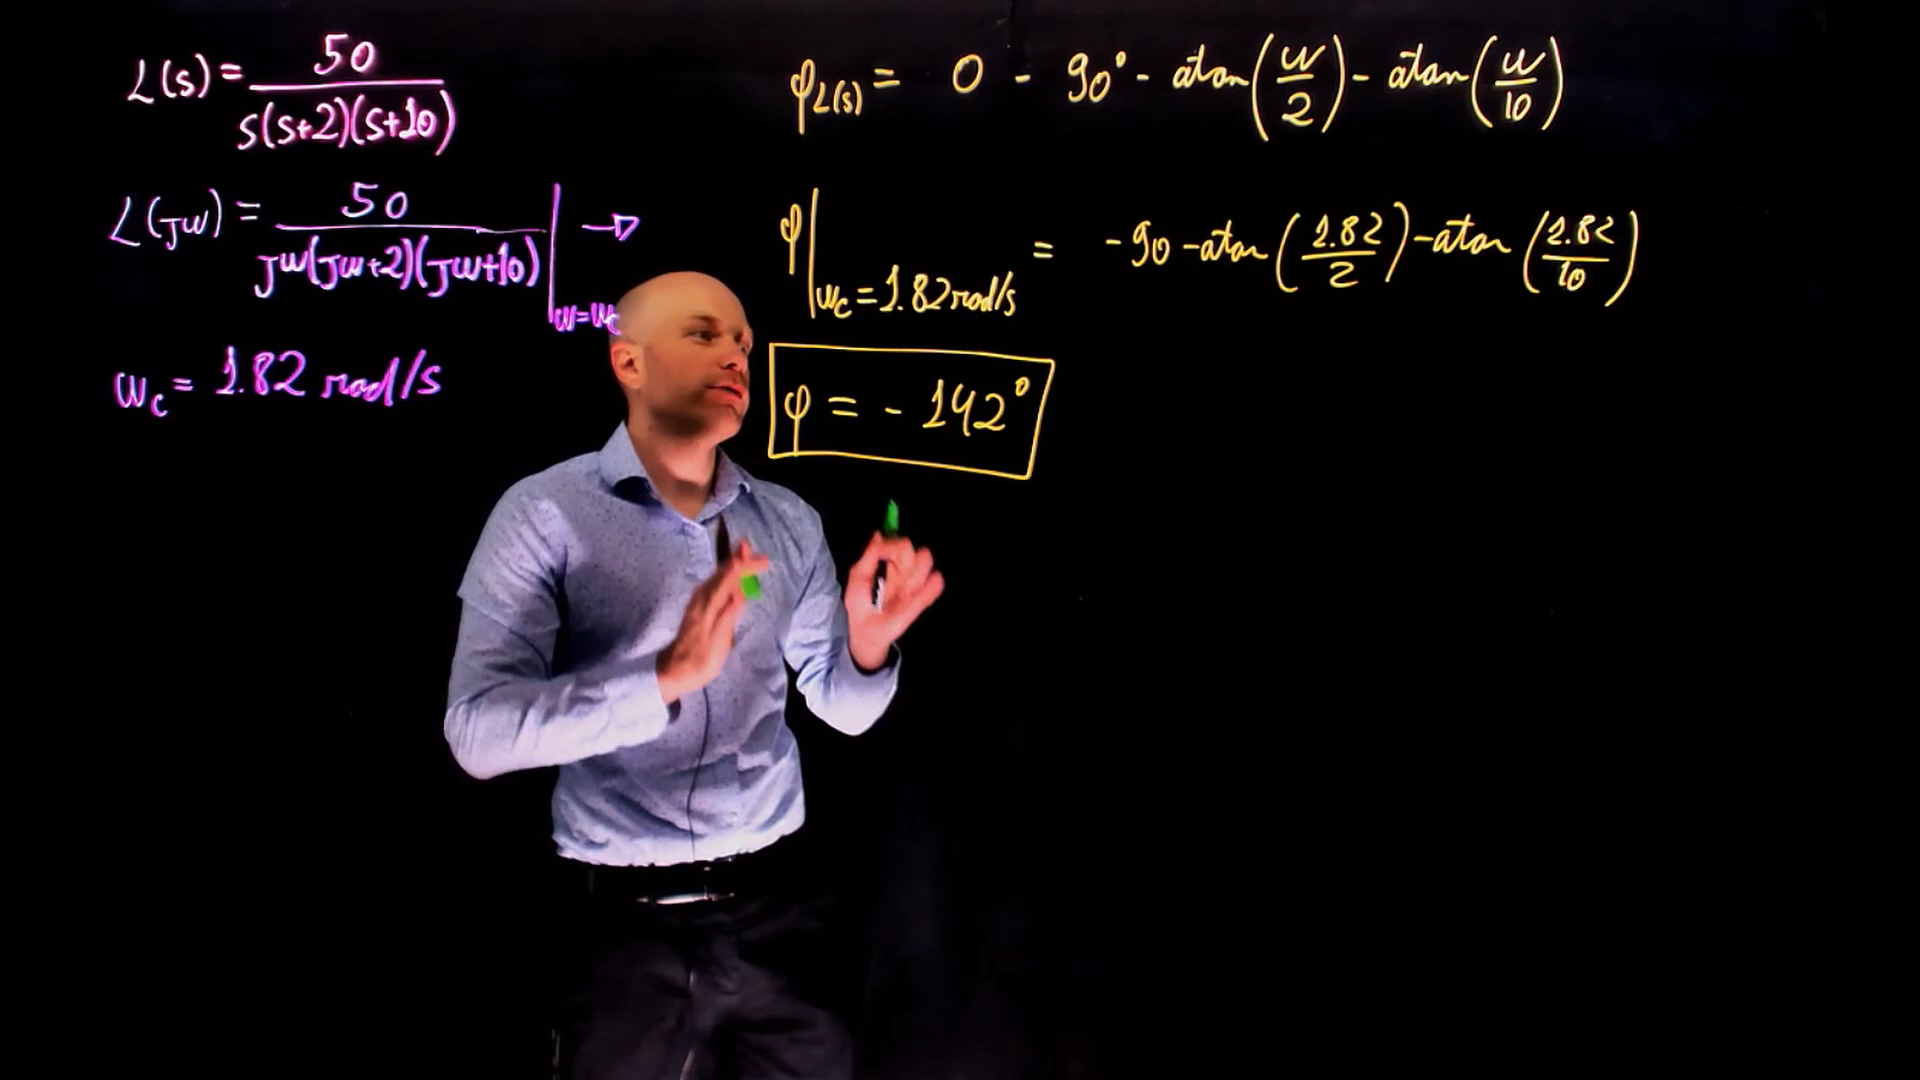 L(s) = 50 / s(s+2)(s+10)
L(jw) = 50 / jw(jw+2)(jw+10) |w=wc →
wc = 1.82 rad/s
φL(s) = 0 - 90° - atan(w/2) - atan(w/10)
φ|wc = 1.82 rad/s = -90 - atan(1.82/2) - atan(1.82/10)
φ = - 142°